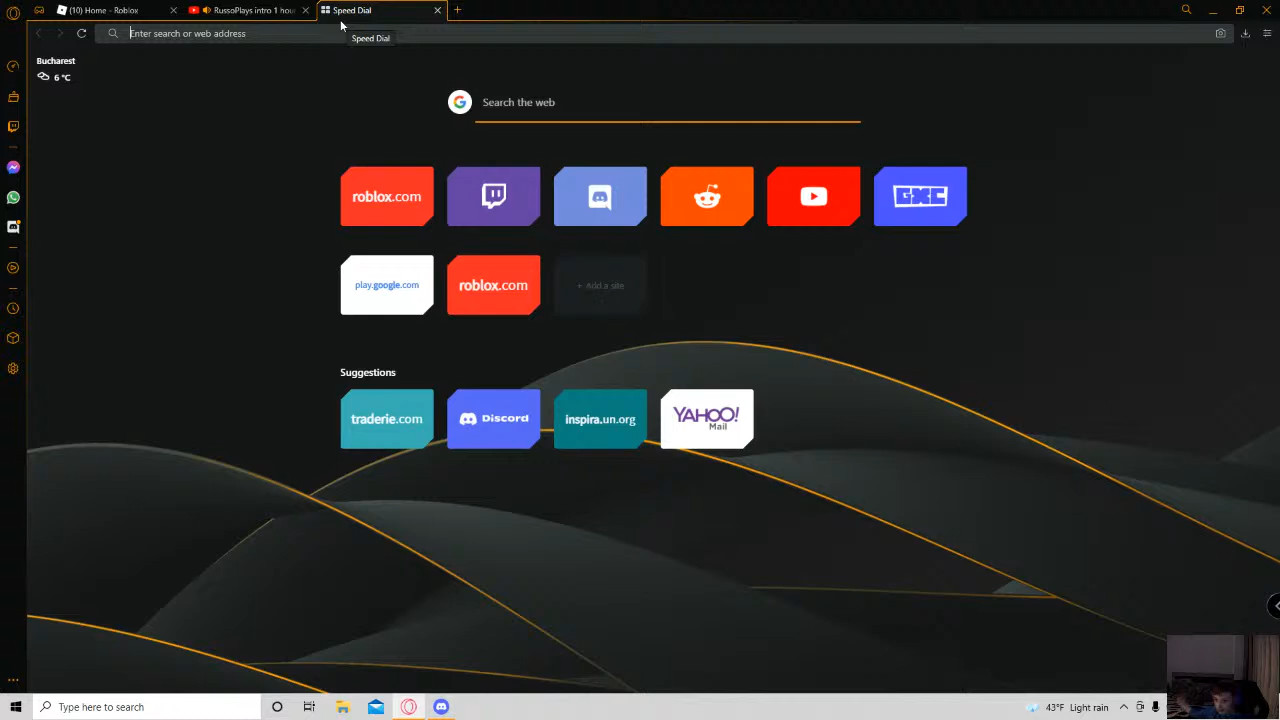 (10) Home - Roblox
RussoPlays intro 1 hou
Speed Dial
Enter search or web address
Speed Dial
Bucharest
6 °C
Search the web
roblox.com
GXC
play.google.com
roblox.com
+ Add a site
Suggestions
traderie.com
Discord
inspira.un.org
YAHOO!
Mail
Type here to search
43°F Light rain